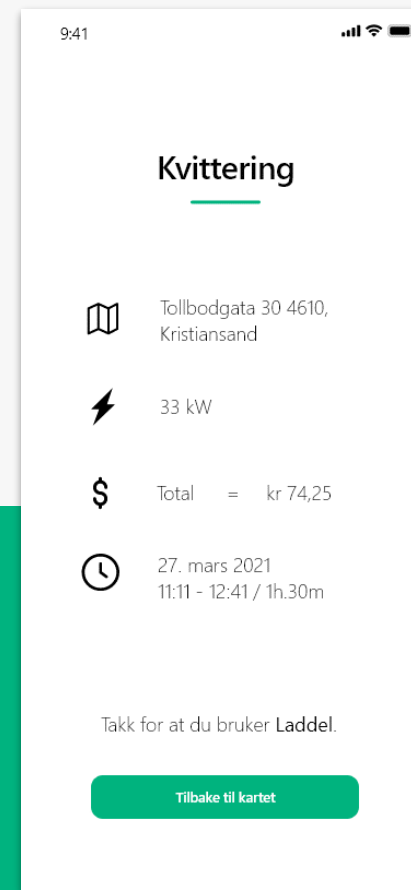 9:41
Kvittering
Tollbodgata 30 4610,
Kristiansand
33 kW
Total = kr 74,25
27. mars 2021
11:11 - 12:41 / 1h.30m
Takk for at du bruker Laddel.
Tilbake til kartet